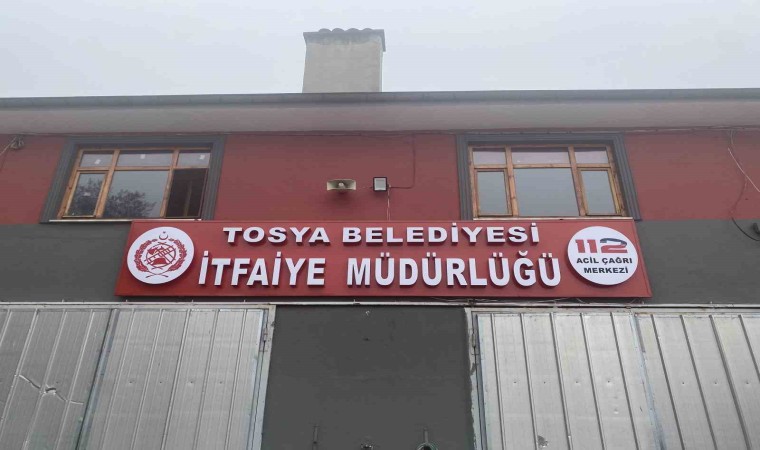 TOSYA BELEDİYESİ
İTFAİYE MÜDÜRLÜĞÜ
112
ACİL ÇAĞRI
MERKEZİ